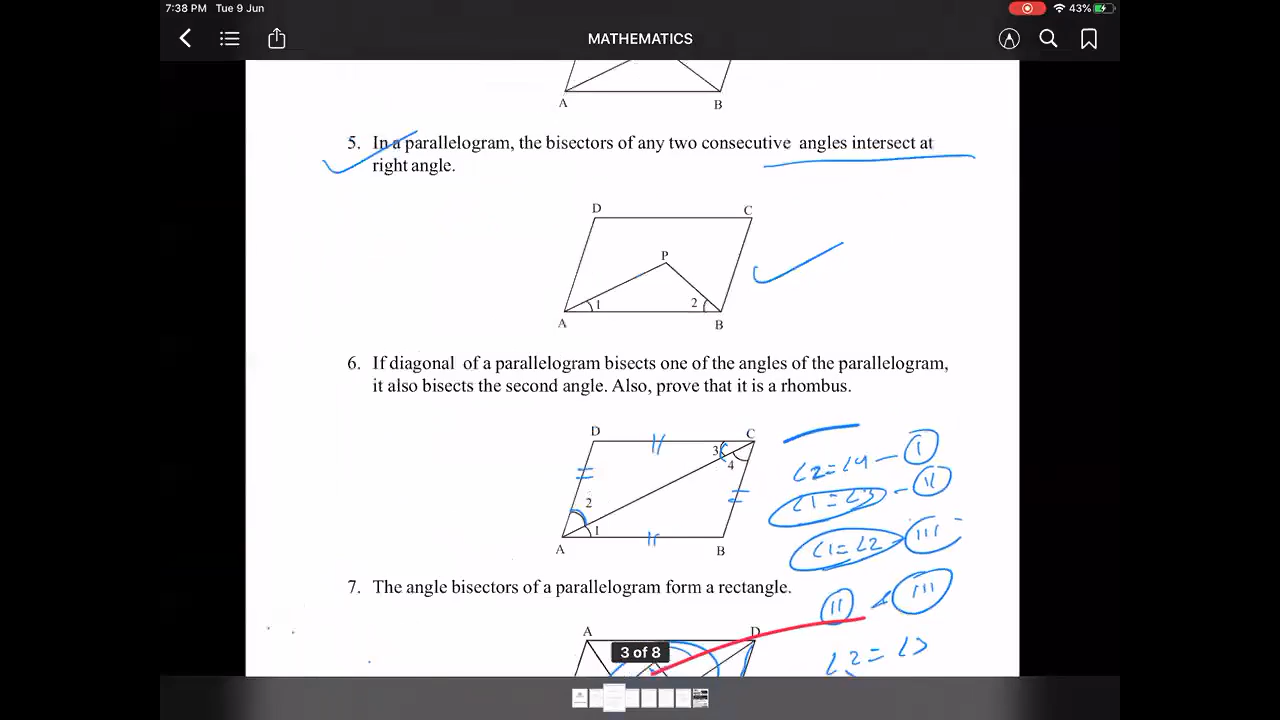 7:38 PM Tue 9 Jun
43%
MATHEMATICS
A B
5. In a parallelogram, the bisectors of any two consecutive angles intersect at
right angle.
D C
P
1 2
A B
6. If diagonal of a parallelogram bisects one of the angles of the parallelogram,
it also bisects the second angle. Also, prove that it is a rhombus.
D C
3
4
2
1
A B
∠2=∠4 — I
∠1=∠3 - II
∠1=∠2 III
7. The angle bisectors of a parallelogram form a rectangle.
II & III
A D
∠2=∠3
3 of 8